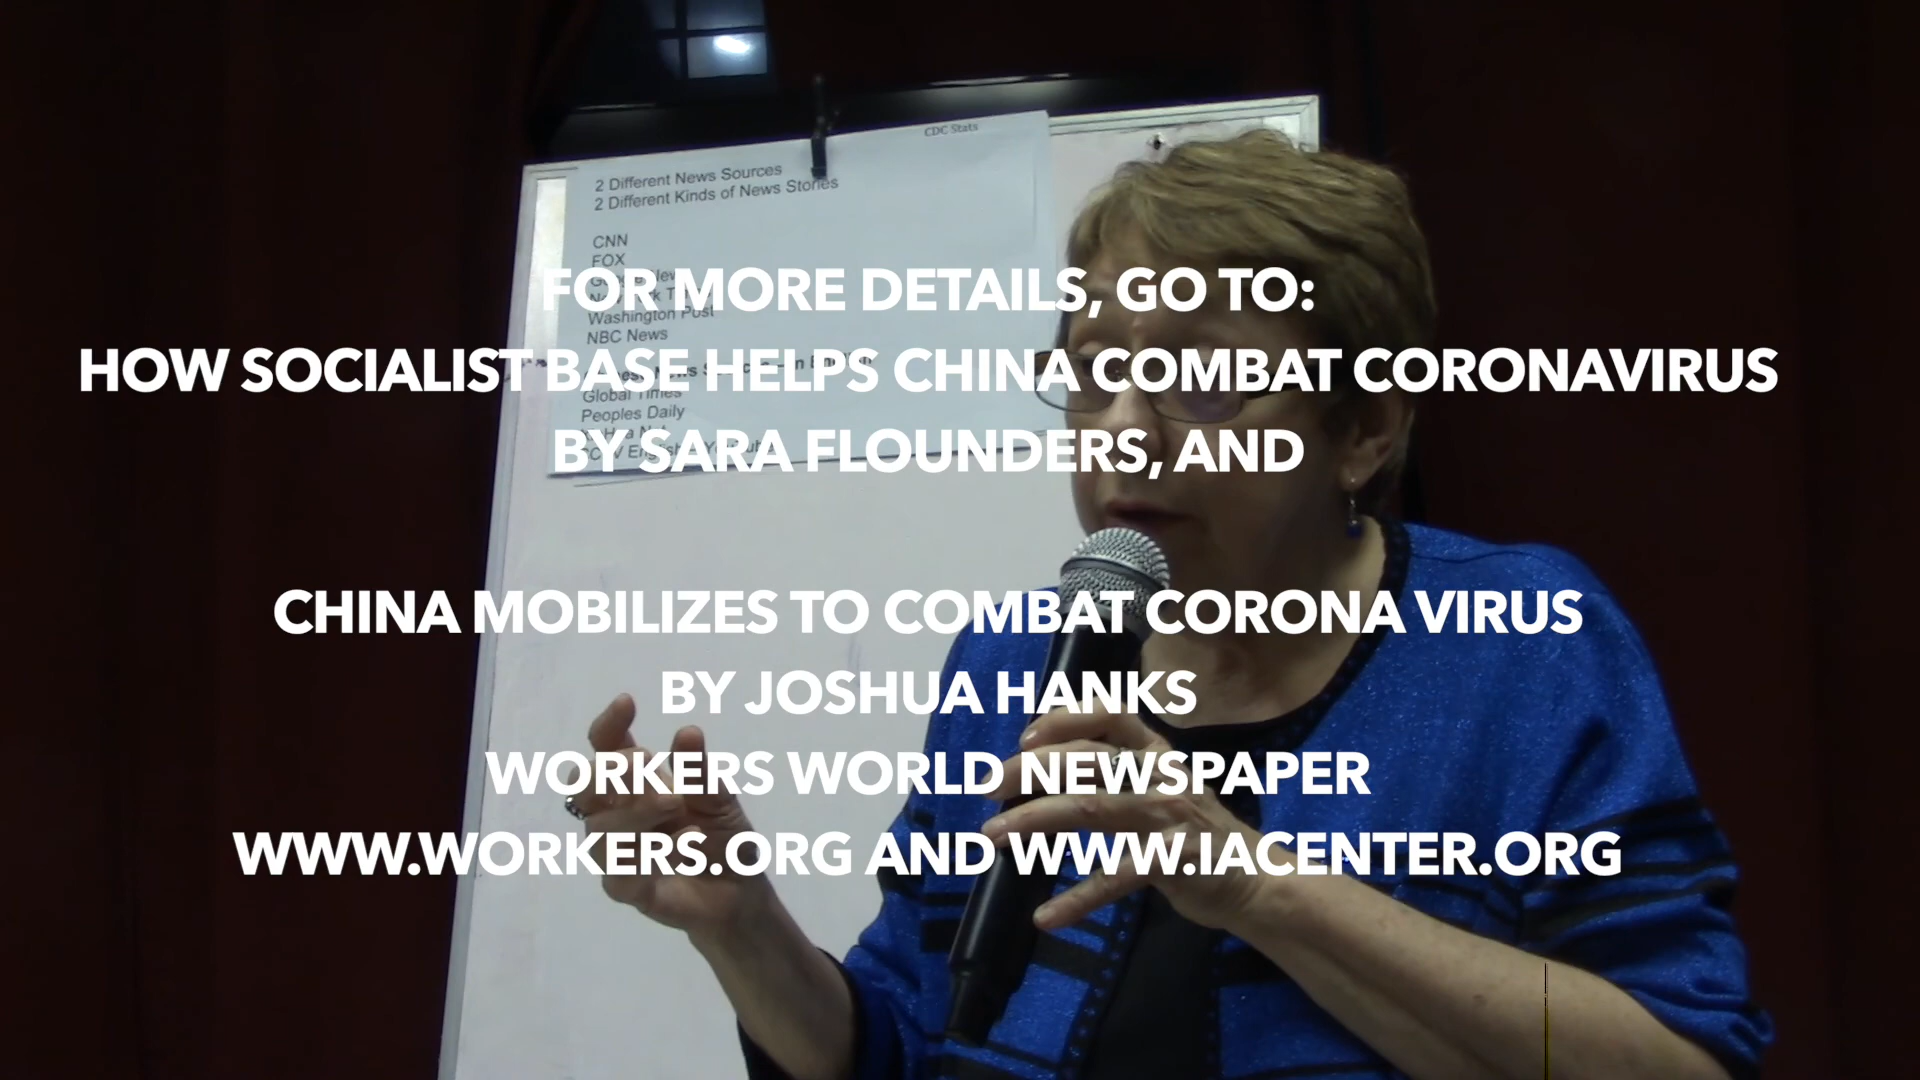 CDC Stats
2 Different News Sources
2 Different Kinds of News Stories
CNN
FOX
Washington Post
NBC News
Global Times
Peoples Daily
FOR MORE DETAILS, GO TO:
HOW SOCIALIST BASE HELPS CHINA COMBAT CORONAVIRUS
BY SARA FLOUNDERS, AND
CHINA MOBILIZES TO COMBAT CORONA VIRUS
BY JOSHUA HANKS
WORKERS WORLD NEWSPAPER
WWW.WORKERS.ORG AND WWW.IACENTER.ORG